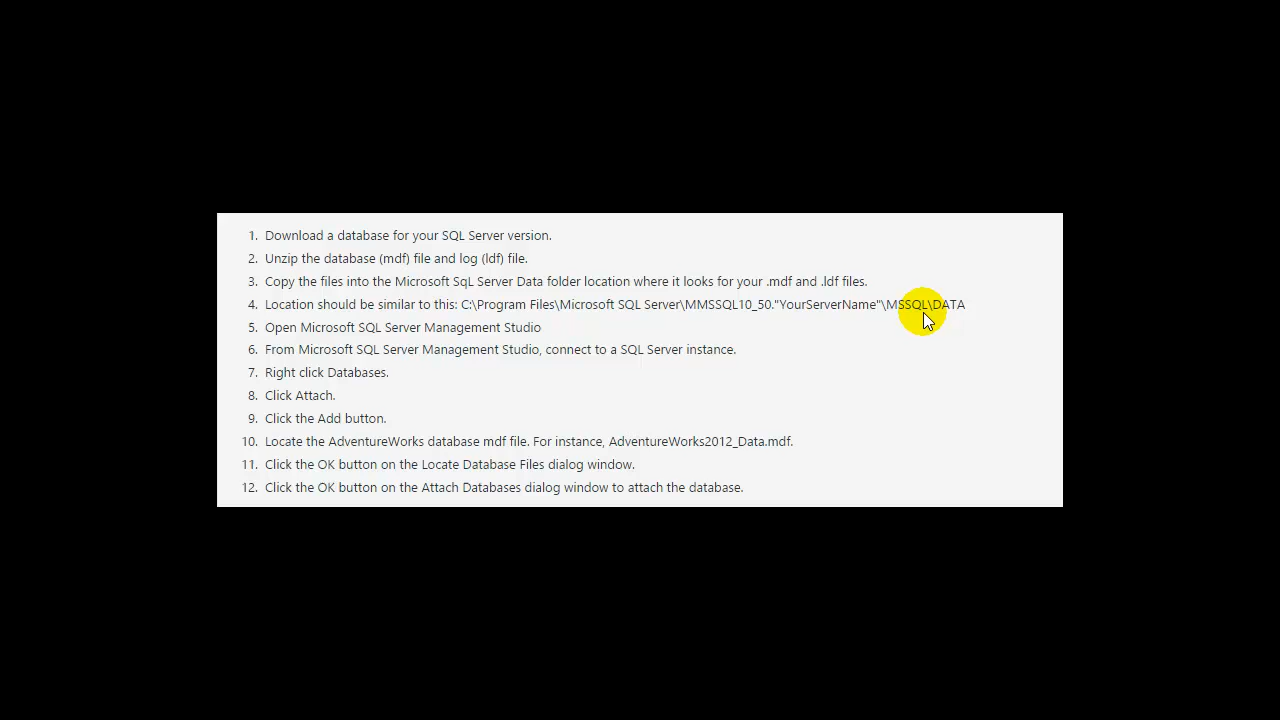 1. Download a database for your SQL Server version.
2. Unzip the database (mdf) file and log (ldf) file.
3. Copy the files into the Microsoft SqL Server Data folder location where it looks for your .mdf and .ldf files.
4. Location should be similar to this: C:\Program Files\Microsoft SQL Server\MMSSQL10_50."YourServerName"\MSSQL\DATA
5. Open Microsoft SQL Server Management Studio
6. From Microsoft SQL Server Management Studio, connect to a SQL Server instance.
7. Right click Databases.
8. Click Attach.
9. Click the Add button.
10. Locate the AdventureWorks database mdf file. For instance, AdventureWorks2012_Data.mdf.
11. Click the OK button on the Locate Database Files dialog window.
12. Click the OK button on the Attach Databases dialog window to attach the database.